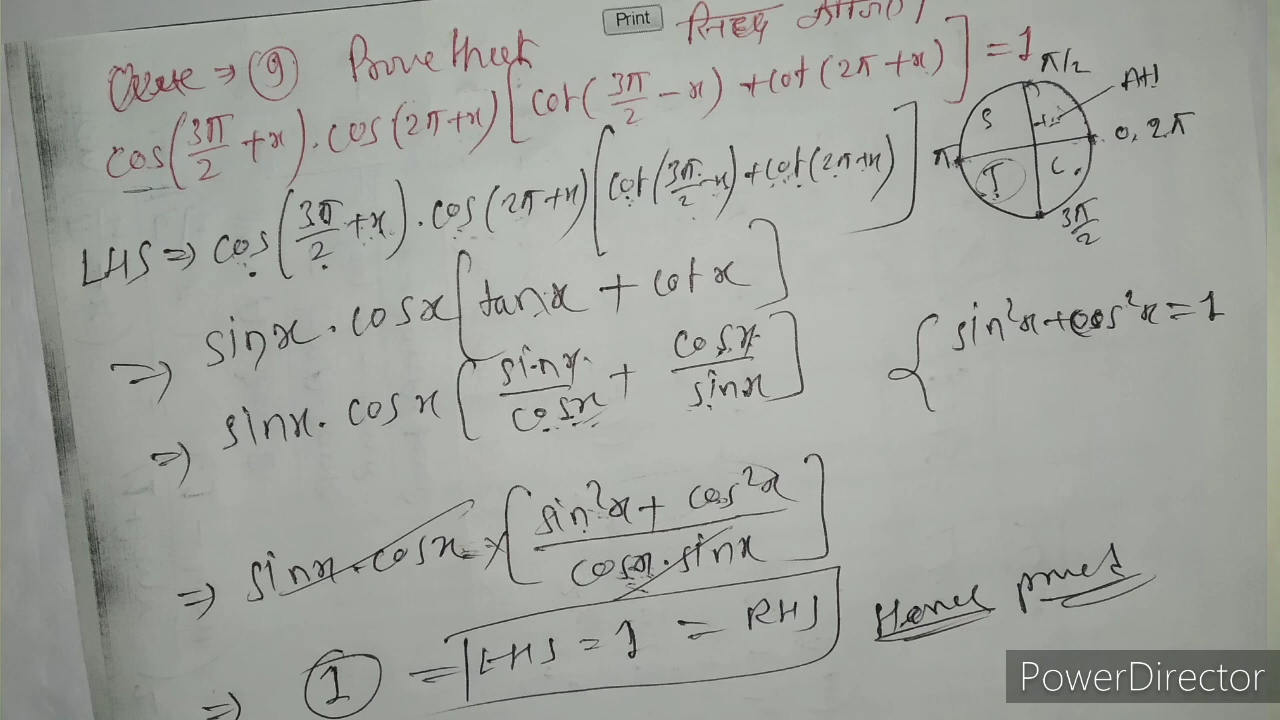 Print
सिद्ध कीजिए।
Ques ⇒ (9) Prove that
cos(3π/2 + x).cos(2π+x)[cot(3π/2 - x) + cot(2π+x)] = 1
LHS ⇒ cos(3π/2 + x).cos(2π+x)[cot(3π/2 - x) + cot(2π+x)]
⇒ sinx.cosx[tanx + cotx]
⇒ sinx.cosx[sinx/cosx + cosx/sinx]
⇒ sinx.cosx × [sin²x + cos²x / cosx.sinx]
⇒ 1 = LHS = 1 = RHS
Hence proved
π/2
All
S
0, 2π
π
T
C
3π/2
{ sin²x + cos²x = 1
PowerDirector